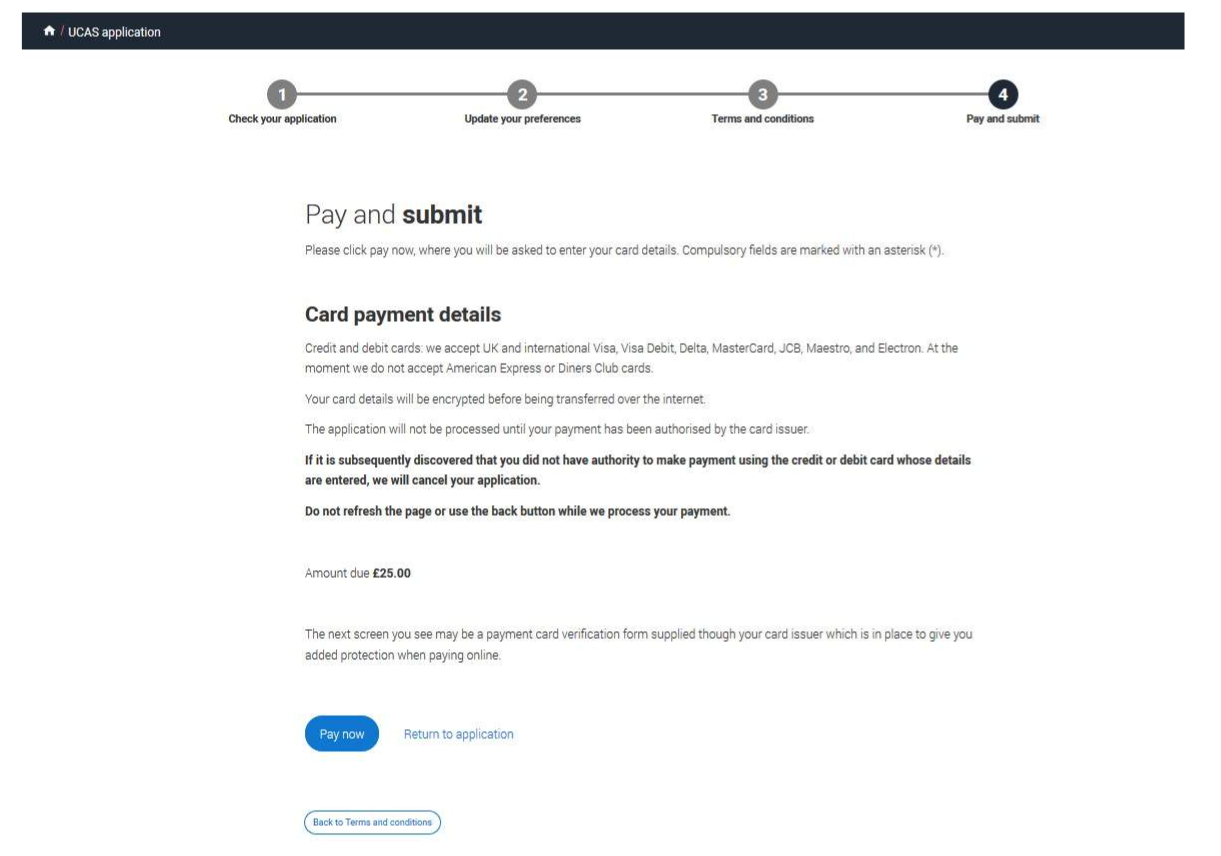 / UCAS application
1
2
3
4
Check your application
Update your preferences
Terms and conditions
Pay and submit
Pay and submit
Please click pay now, where you will be asked to enter your card details. Compulsory fields are marked with an asterisk (*).
Card payment details
Credit and debit cards: we accept UK and international Visa, Visa Debit, Delta, MasterCard, JCB, Maestro, and Electron. At the
moment we do not accept American Express or Diners Club cards.
Your card details will be encrypted before being transferred over the internet.
The application will not be processed until your payment has been authorised by the card issuer.
If it is subsequently discovered that you did not have authority to make payment using the credit or debit card whose details
are entered, we will cancel your application.
Do not refresh the page or use the back button while we process your payment.
Amount due £25.00
The next screen you see may be a payment card verification form supplied though your card issuer which is in place to give you
added protection when paying online.
Pay now
Return to application
Back to Terms and conditions